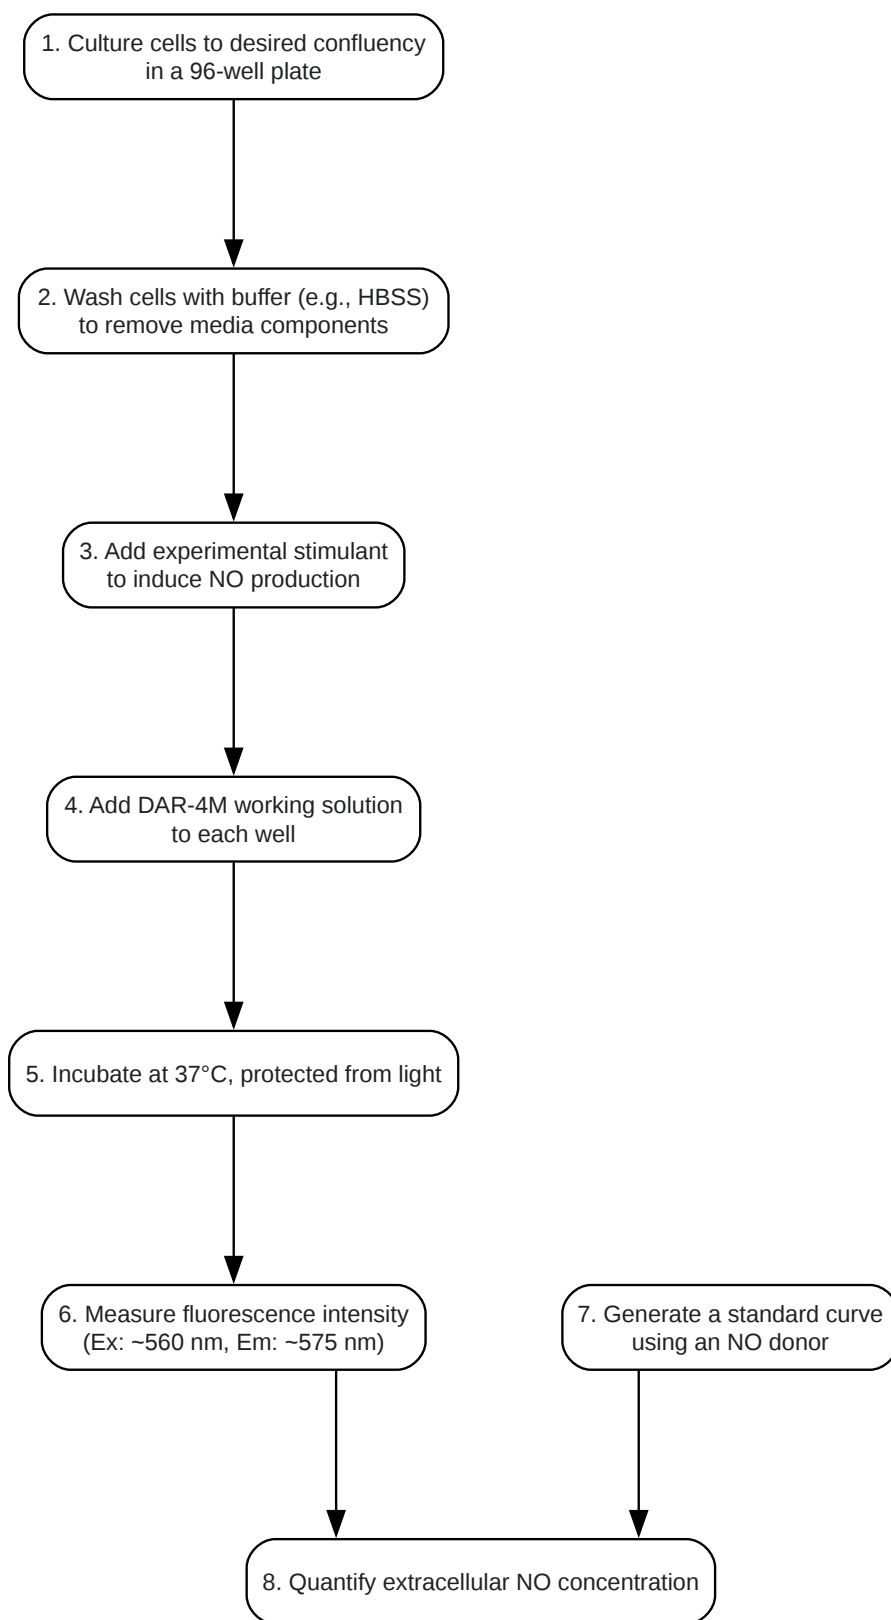 1. Culture cells to desired confluency
in a 96-well plate
2. Wash cells with buffer (e.g., HBSS)
to remove media components
3. Add experimental stimulant
to induce NO production
4. Add DAR-4M working solution
to each well
5. Incubate at 37°C, protected from light
6. Measure fluorescence intensity
(Ex: ~560 nm, Em: ~575 nm)
7. Generate a standard curve
using an NO donor
8. Quantify extracellular NO concentration